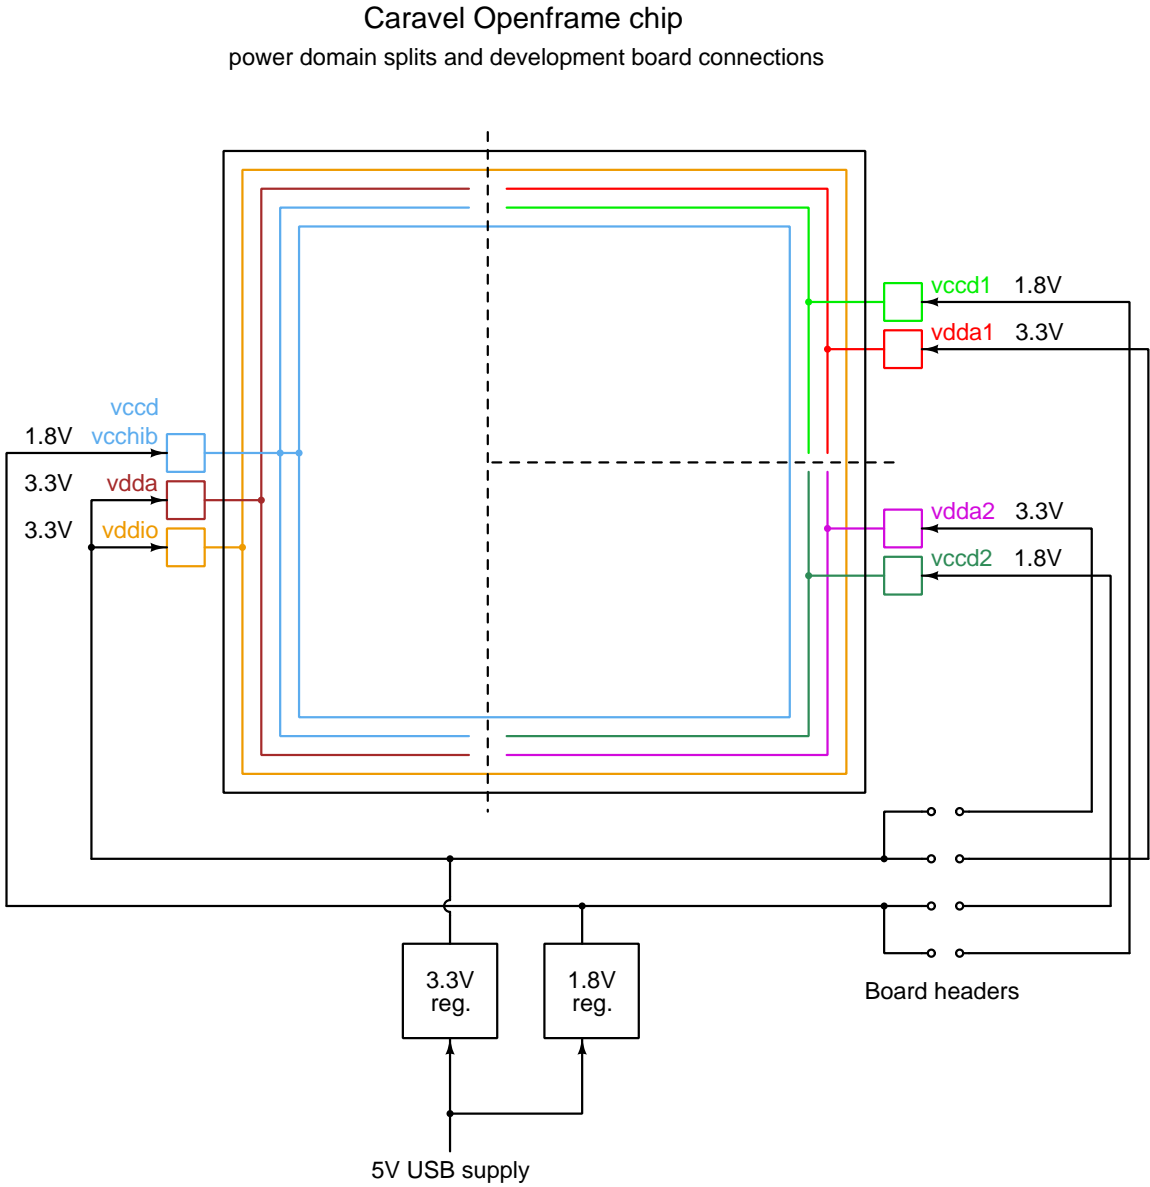 Caravel Openframe chip
power domain splits and development board connections
vccd1 1.8V
vdda1 3.3V
vccd
1.8V vcchib
3.3V vdda
3.3V vddio
vdda2 3.3V
vccd2 1.8V
3.3V
reg.
1.8V
reg.
Board headers
5V USB supply